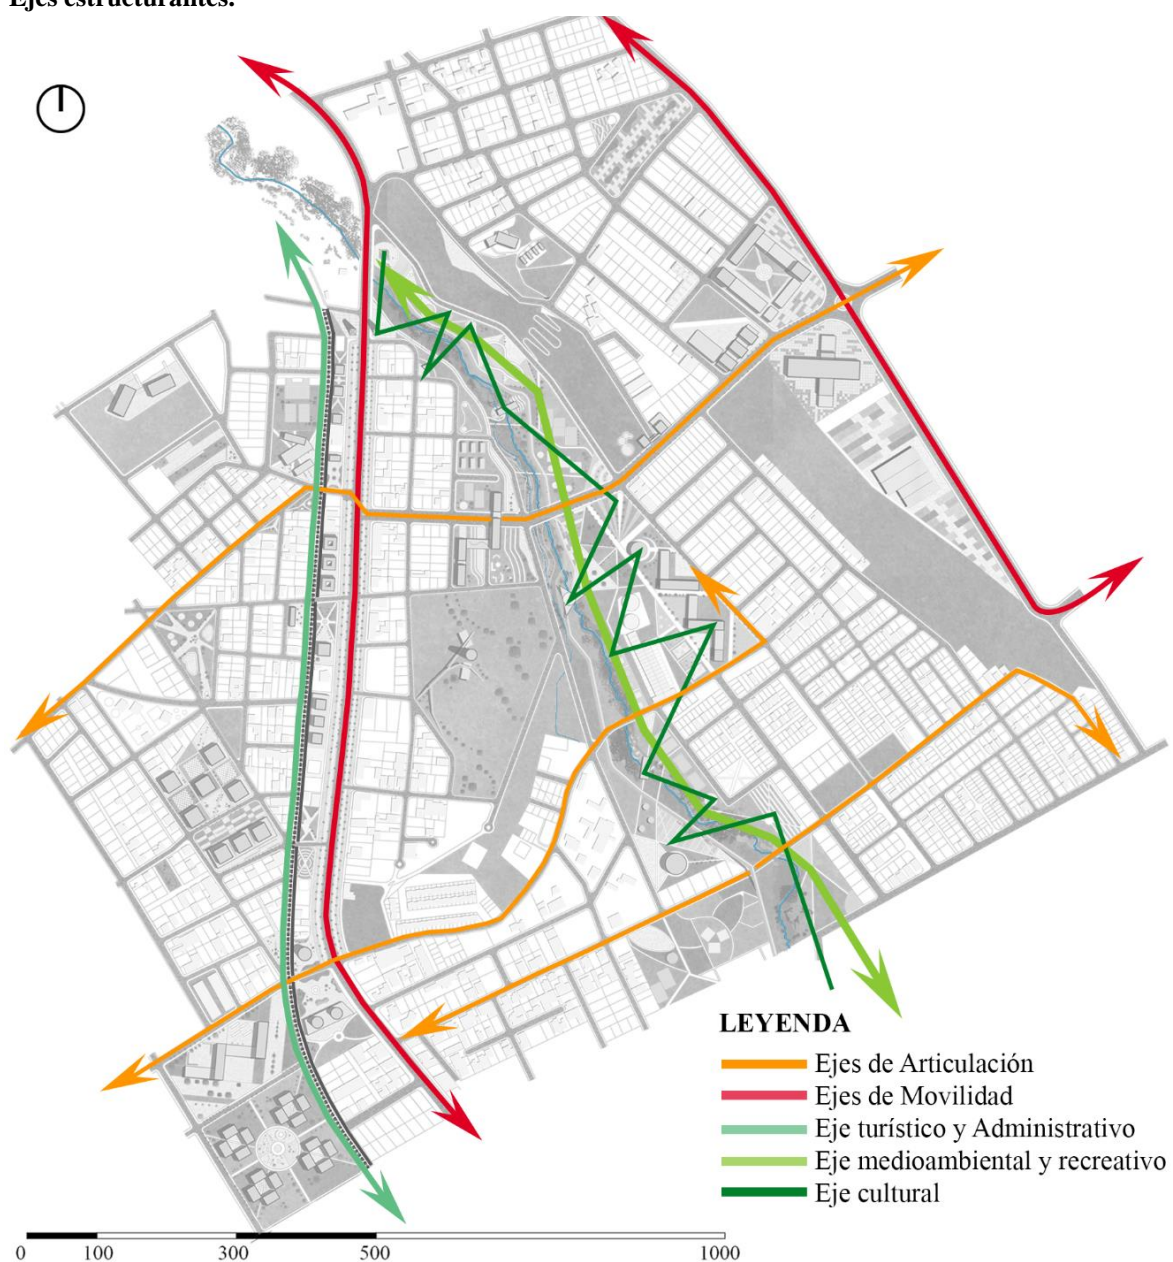 Ejes estructurantes.
LEYENDA
Ejes de Articulación
Ejes de Movilidad
Eje turístico y Administrativo
Eje medioambiental y recreativo
Eje cultural
0 100 300 500 1000